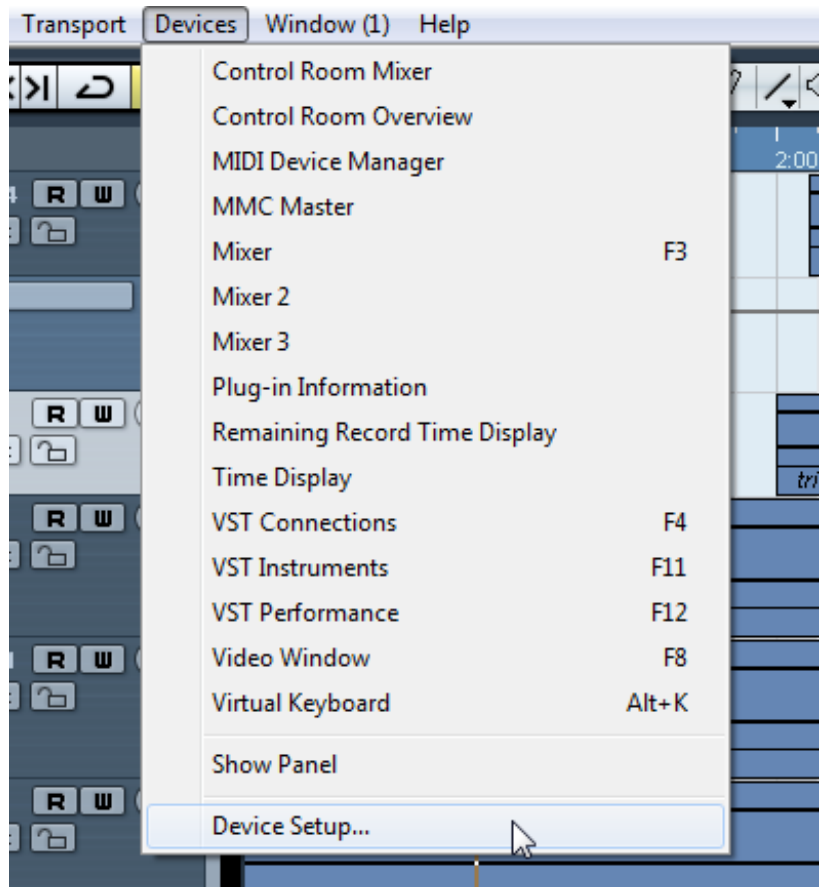 Transport Devices Window (1) Help
Control Room Mixer
Control Room Overview
MIDI Device Manager
2:00
R W
MMC Master
Mixer F3
Mixer 2
Mixer 3
Plug-in Information
R W
Remaining Record Time Display
Time Display
tri
VST Connections F4
R W
VST Instruments F11
VST Performance F12
Video Window F8
R W
Virtual Keyboard Alt+K
Show Panel
R W
Device Setup...